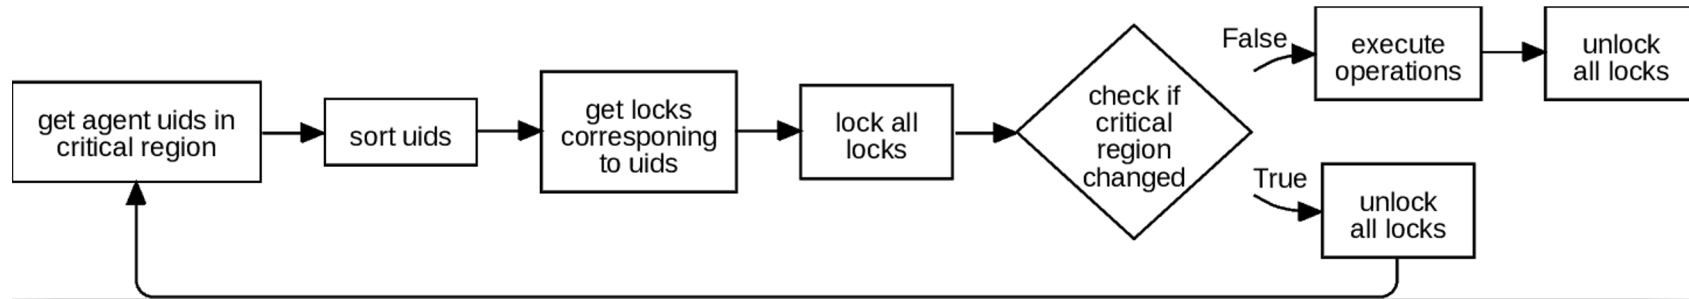 get agent uids in
critical region
sort uids
get locks
corresponing
to uids
lock all
locks
check if
critical
region
changed
False
execute
operations
unlock
all locks
True
unlock
all locks